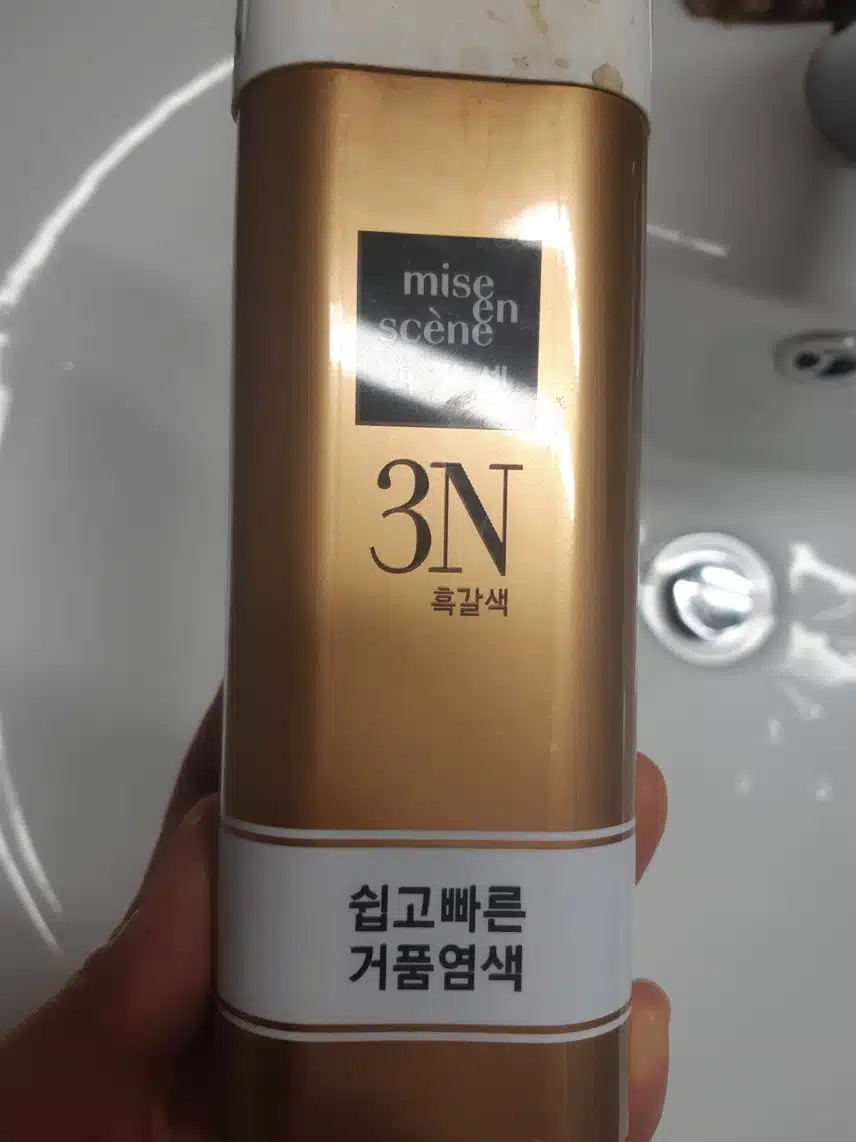 mise
en
scène
3N
흑갈색
쉽고빠른
거품염색